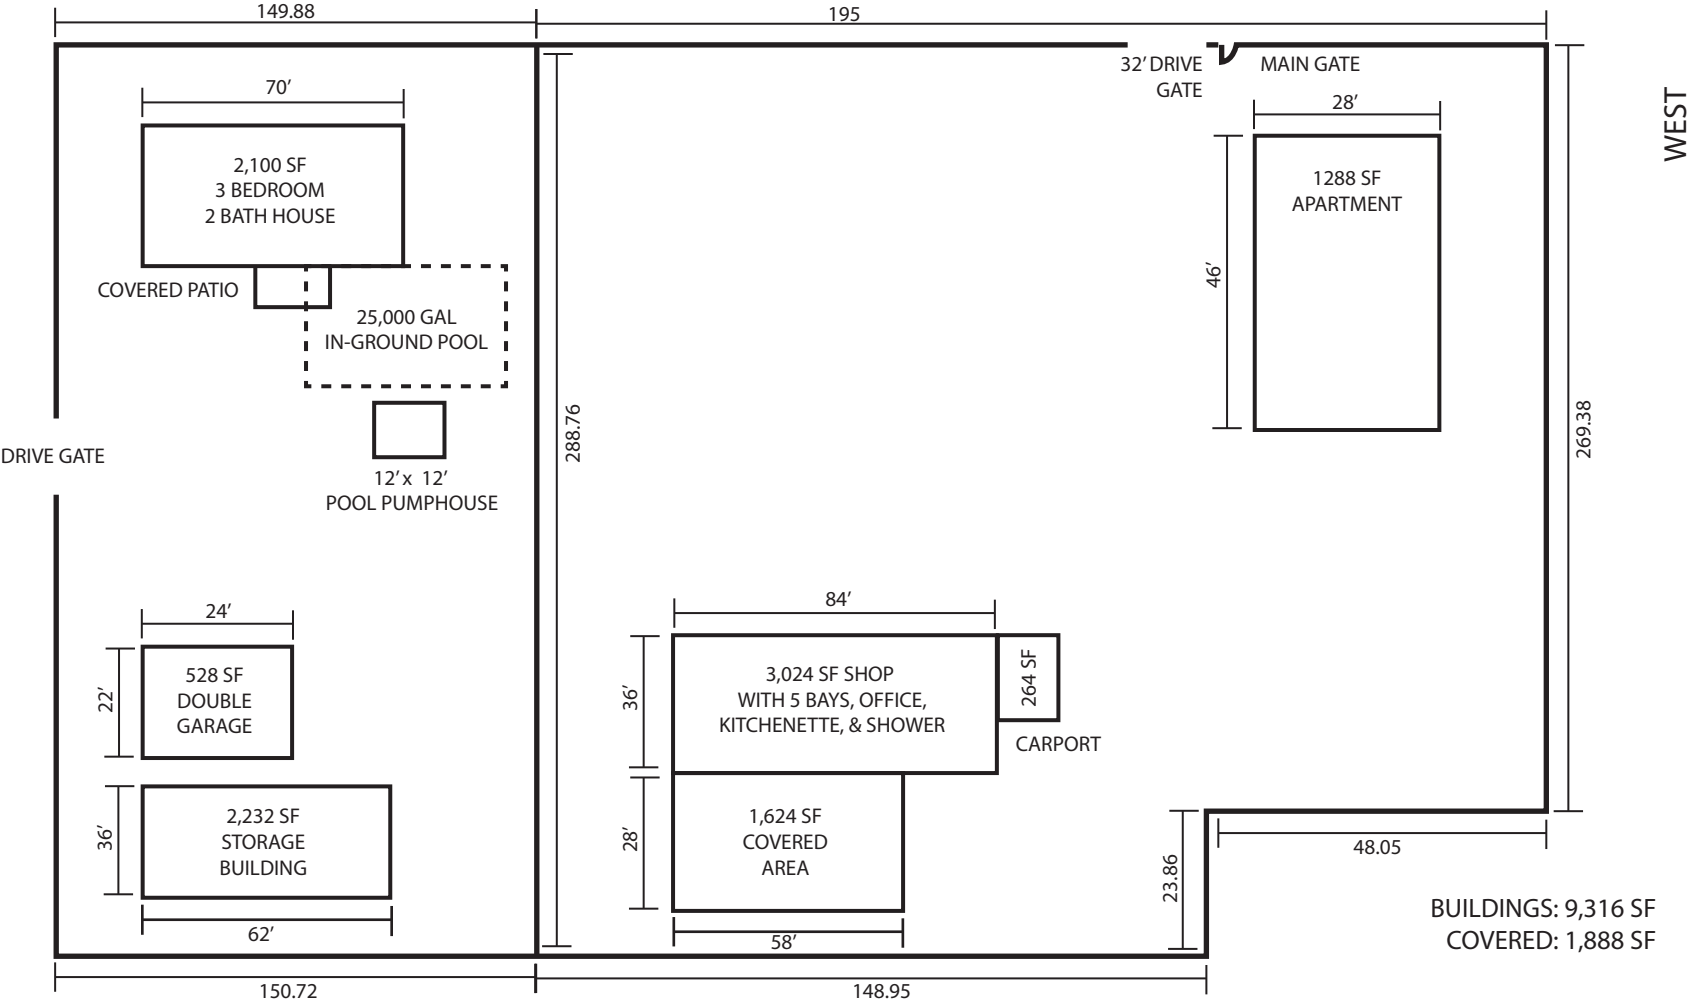 149.88
195
32’ DRIVE
GATE
MAIN GATE
WEST
70’
28’
2,100 SF
3 BEDROOM
2 BATH HOUSE
1288 SF
APARTMENT
46’
COVERED PATIO
25,000 GAL
IN-GROUND POOL
288.76
269.38
DRIVE GATE
12’ x 12’
POOL PUMPHOUSE
24’
84’
22’
528 SF
DOUBLE
GARAGE
36’
3,024 SF SHOP
WITH 5 BAYS, OFFICE,
KITCHENETTE, & SHOWER
264 SF
CARPORT
36’
2,232 SF
STORAGE
BUILDING
28’
1,624 SF
COVERED
AREA
23.86
48.05
62’
58’
BUILDINGS: 9,316 SF
COVERED: 1,888 SF
150.72
148.95